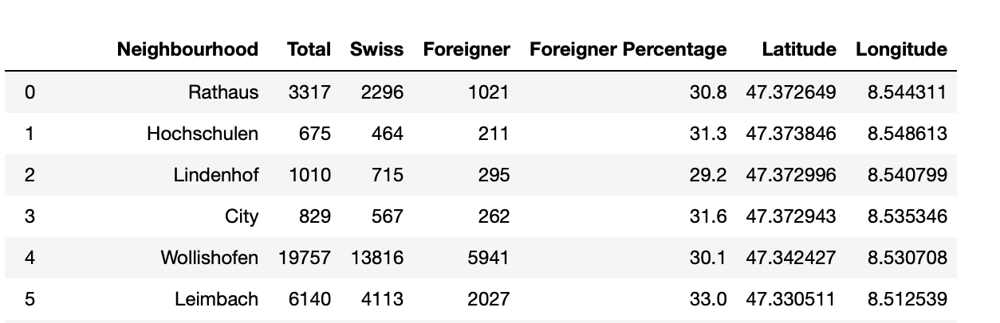 Neighbourhood Total Swiss Foreigner Foreigner Percentage Latitude Longitude
0 Rathaus 3317 2296 1021 30.8 47.372649 8.544311
1 Hochschulen 675 464 211 31.3 47.373846 8.548613
2 Lindenhof 1010 715 295 29.2 47.372996 8.540799
3 City 829 567 262 31.6 47.372943 8.535346
4 Wollishofen 19757 13816 5941 30.1 47.342427 8.530708
5 Leimbach 6140 4113 2027 33.0 47.330511 8.512539